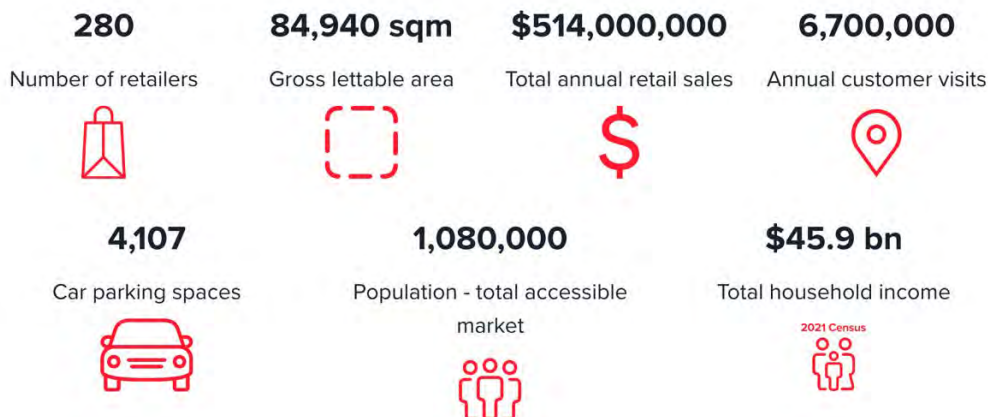 280
84,940 sqm
$514,000,000
6,700,000
Number of retailers
Gross lettable area
Total annual retail sales
Annual customer visits
$
4,107
1,080,000
$45.9 bn
Car parking spaces
Population - total accessible
market
Total household income
2021 Census